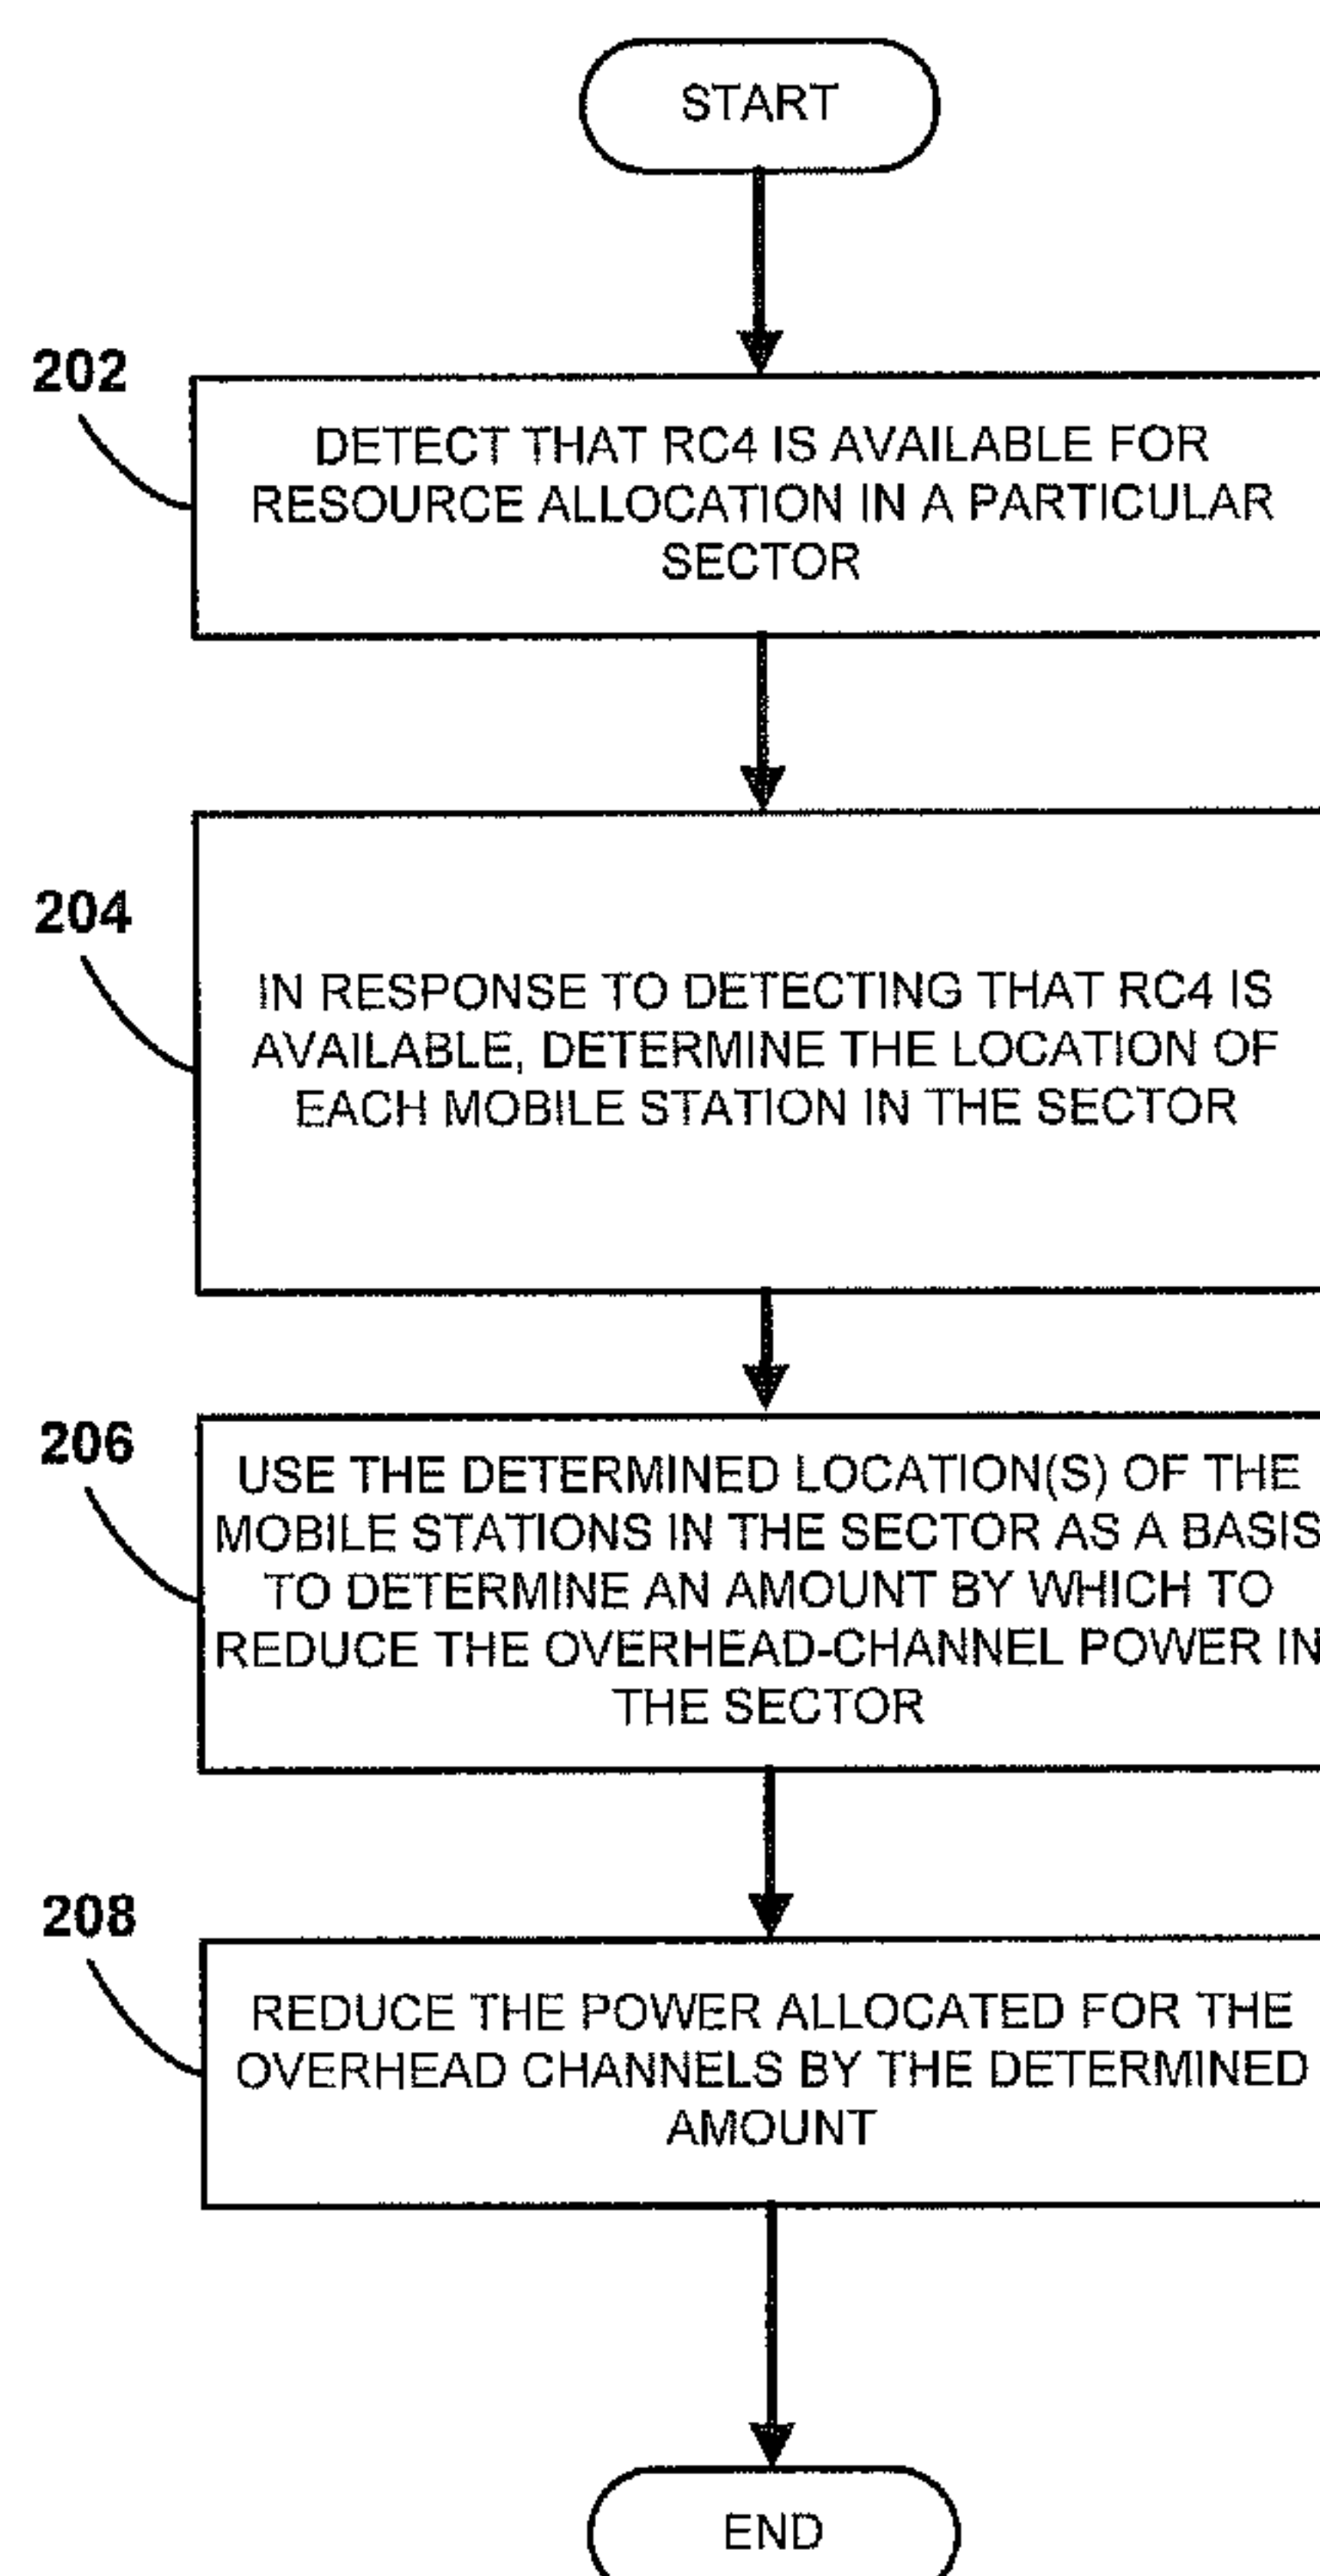 START
202
DETECT THAT RC4 IS AVAILABLE FOR
RESOURCE ALLOCATION IN A PARTICULAR
SECTOR
204
IN RESPONSE TO DETECTING THAT RC4 IS
AVAILABLE, DETERMINE THE LOCATION OF
EACH MOBILE STATION IN THE SECTOR
206
USE THE DETERMINED LOCATION(S) OF THE
MOBILE STATIONS IN THE SECTOR AS A BASIS
TO DETERMINE AN AMOUNT BY WHICH TO
REDUCE THE OVERHEAD-CHANNEL POWER IN
THE SECTOR
208
REDUCE THE POWER ALLOCATED FOR THE
OVERHEAD CHANNELS BY THE DETERMINED
AMOUNT
END